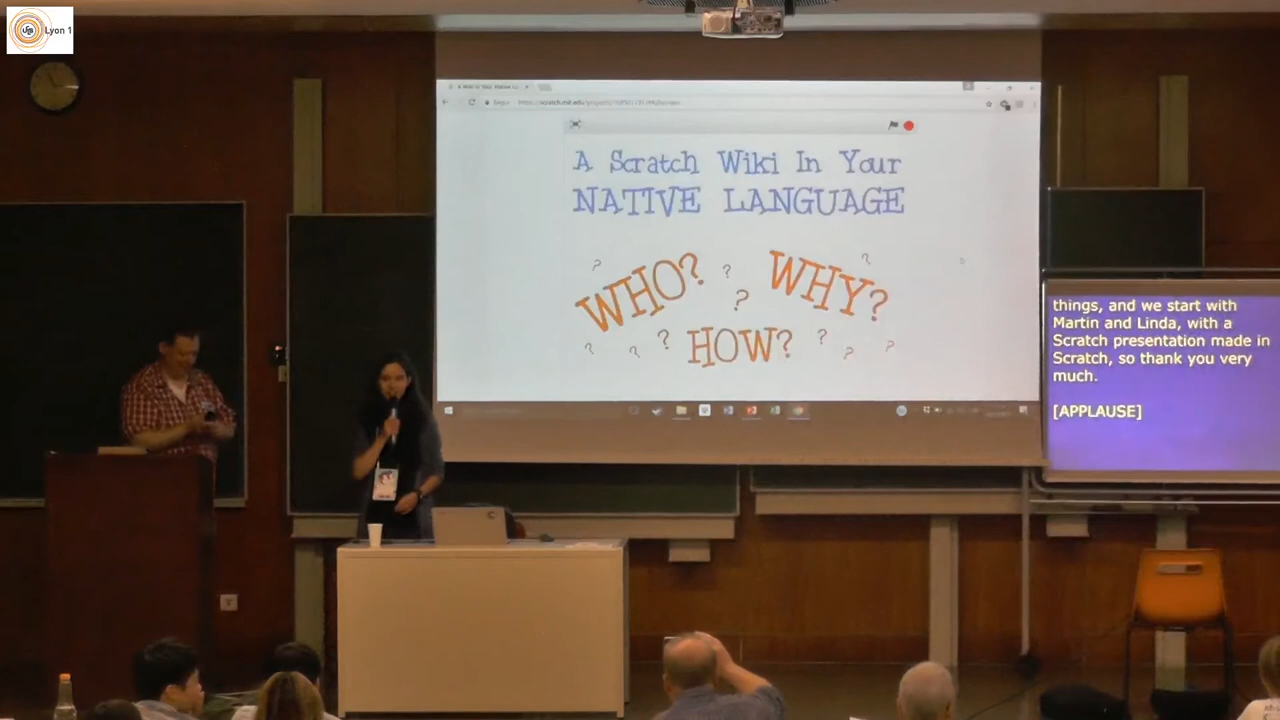 Lyon 1
A Scratch Wiki In Your
NATIVE LANGUAGE
WHO?
WHY?
HOW?
things, and we start with
Martin and Linda, with a
Scratch presentation made in
Scratch, so thank you very
much.
[APPLAUSE]